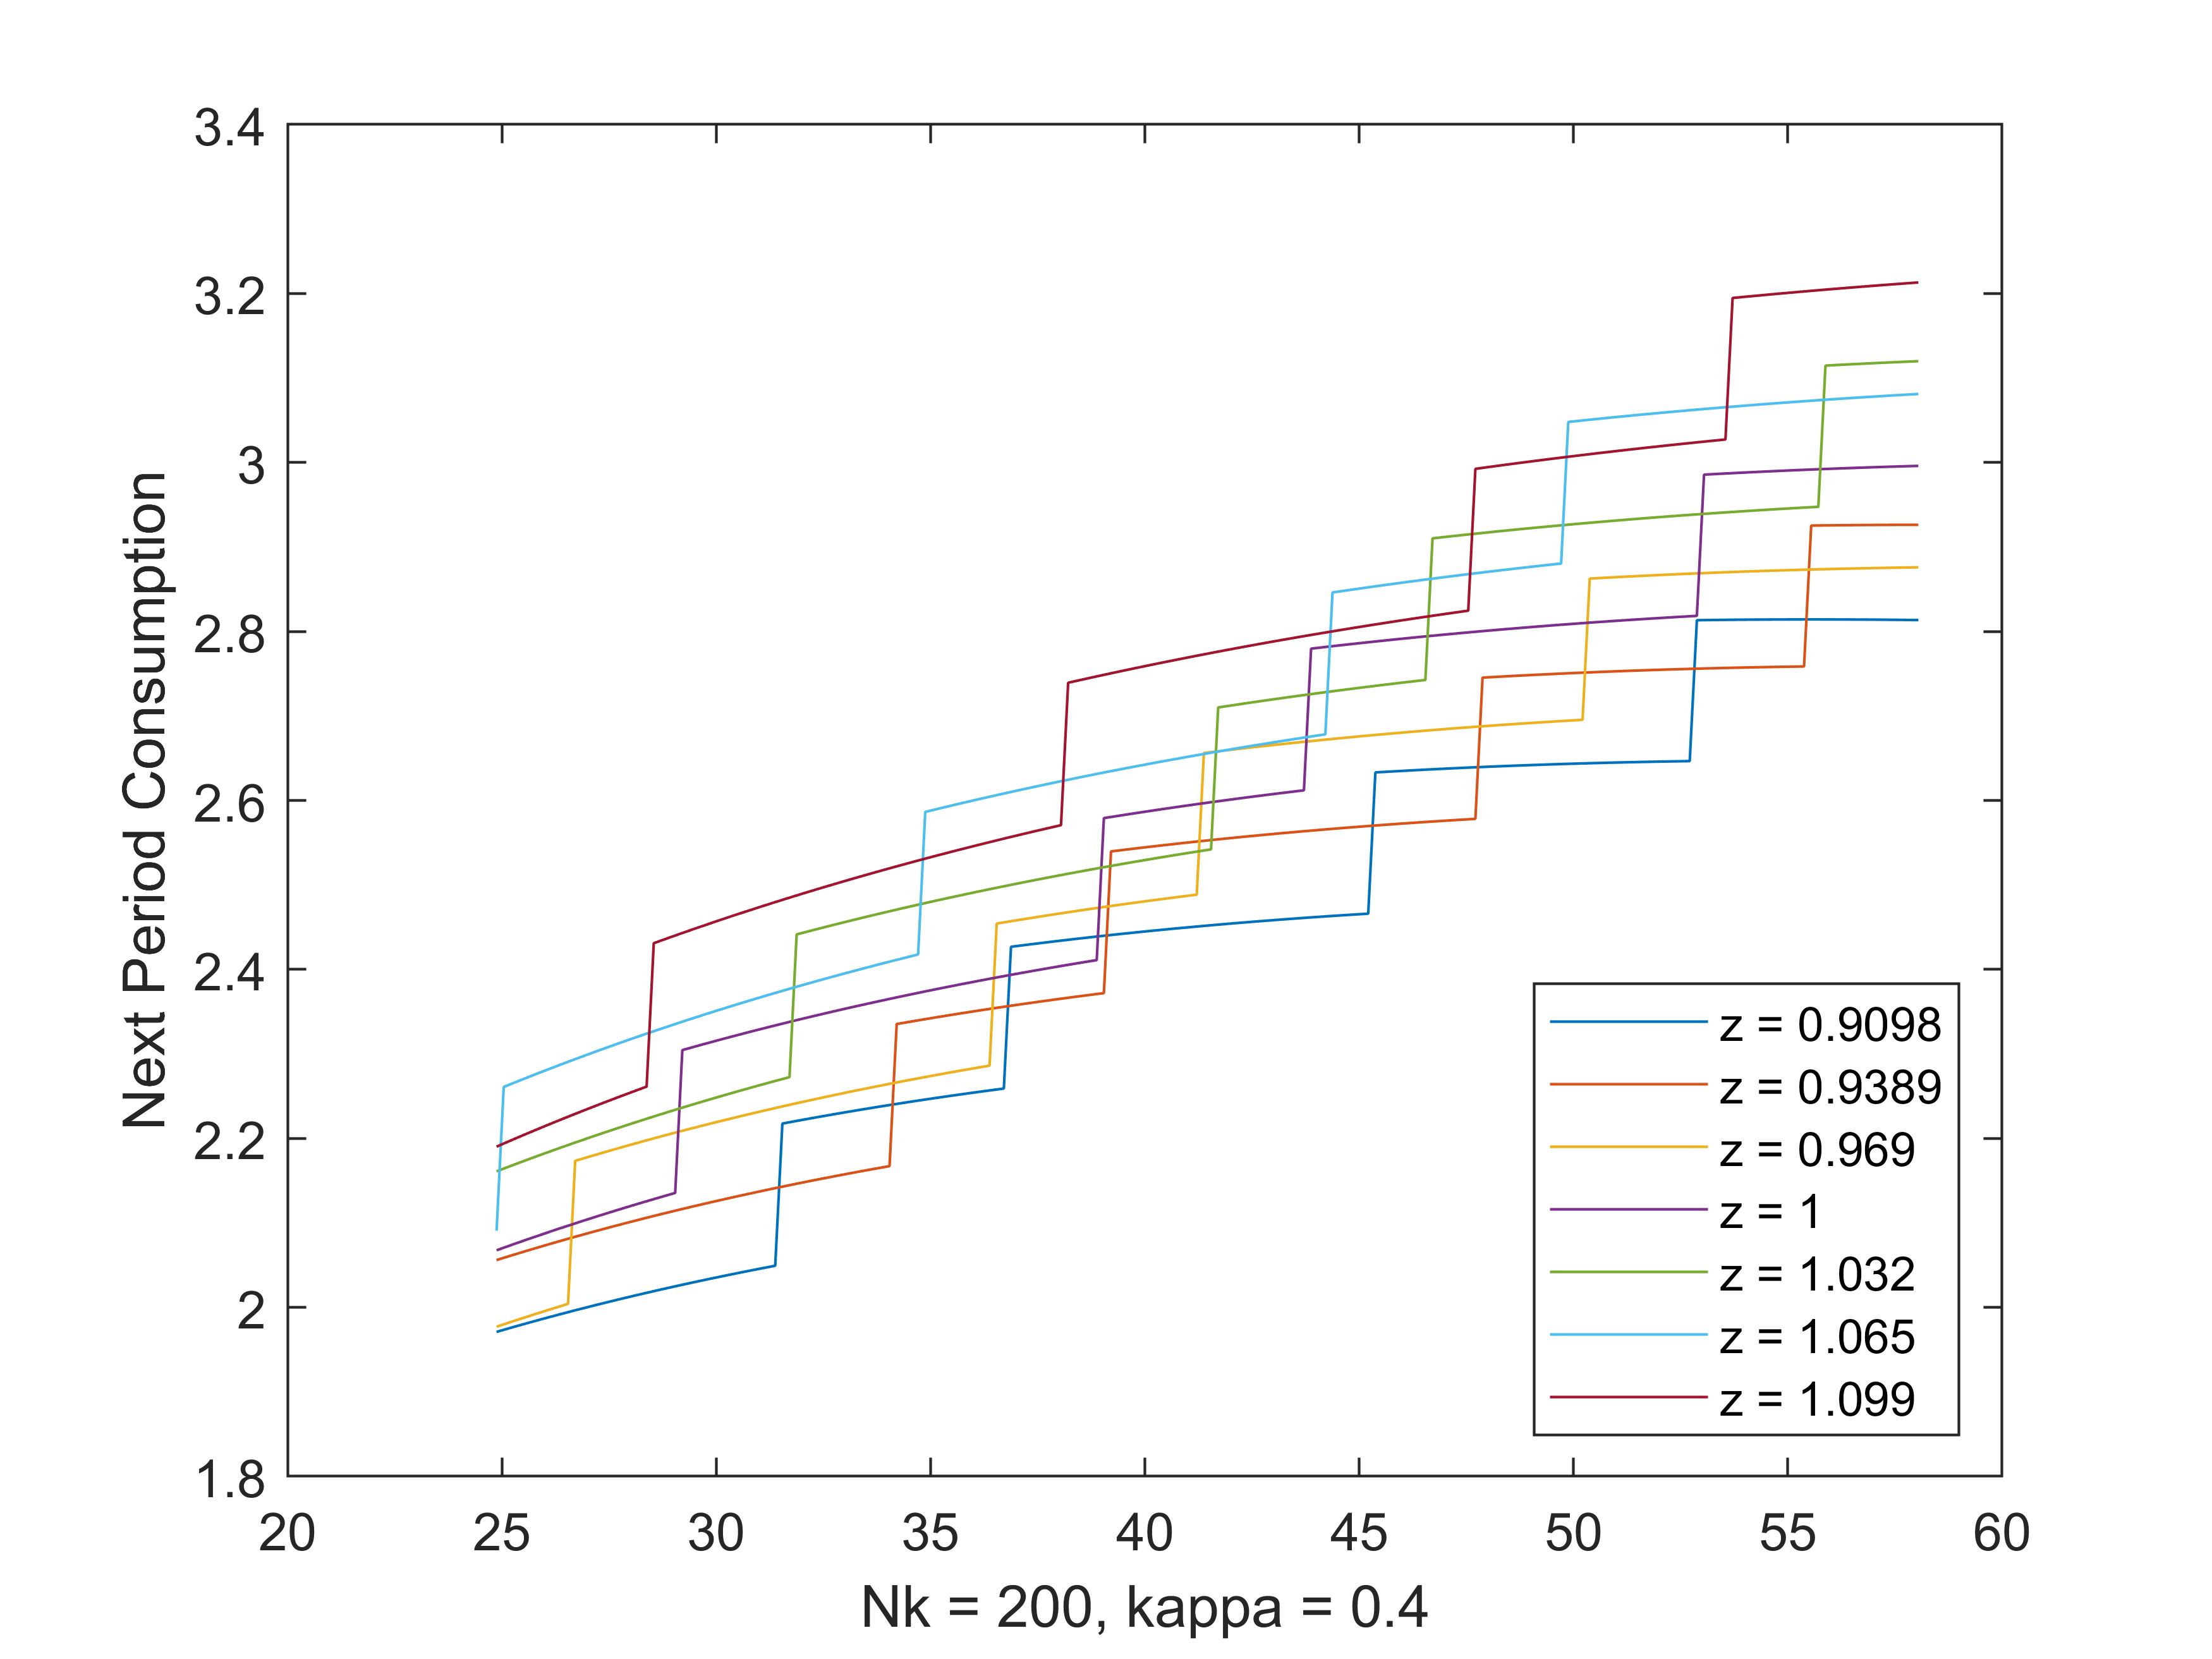 3.4
3.2
3
2.8
2.6
2.4
2.2
2
1.8
Next Period Consumption
20 25 30 35 40 45 50 55 60
Nk = 200, kappa = 0.4
z = 0.9098
z = 0.9389
z = 0.969
z = 1
z = 1.032
z = 1.065
z = 1.099